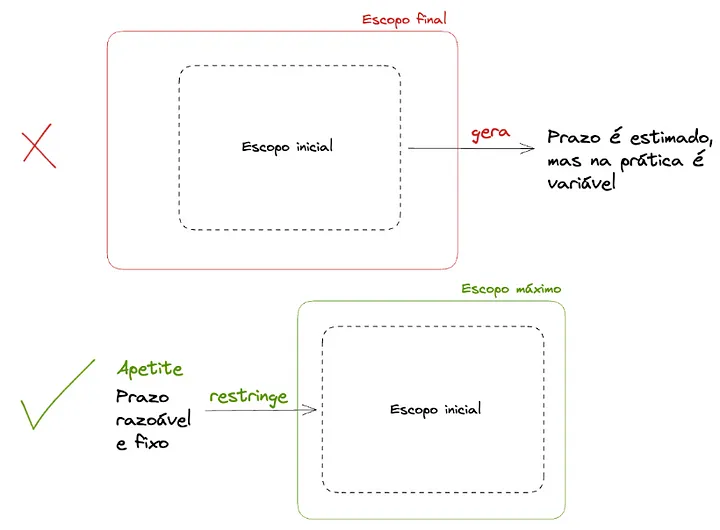 Escopo final
Escopo inicial
gera
Prazo é estimado,
mas na prática é
variável
Escopo máximo
Apetite
Prazo
razoável
e fixo
restringe
Escopo inicial